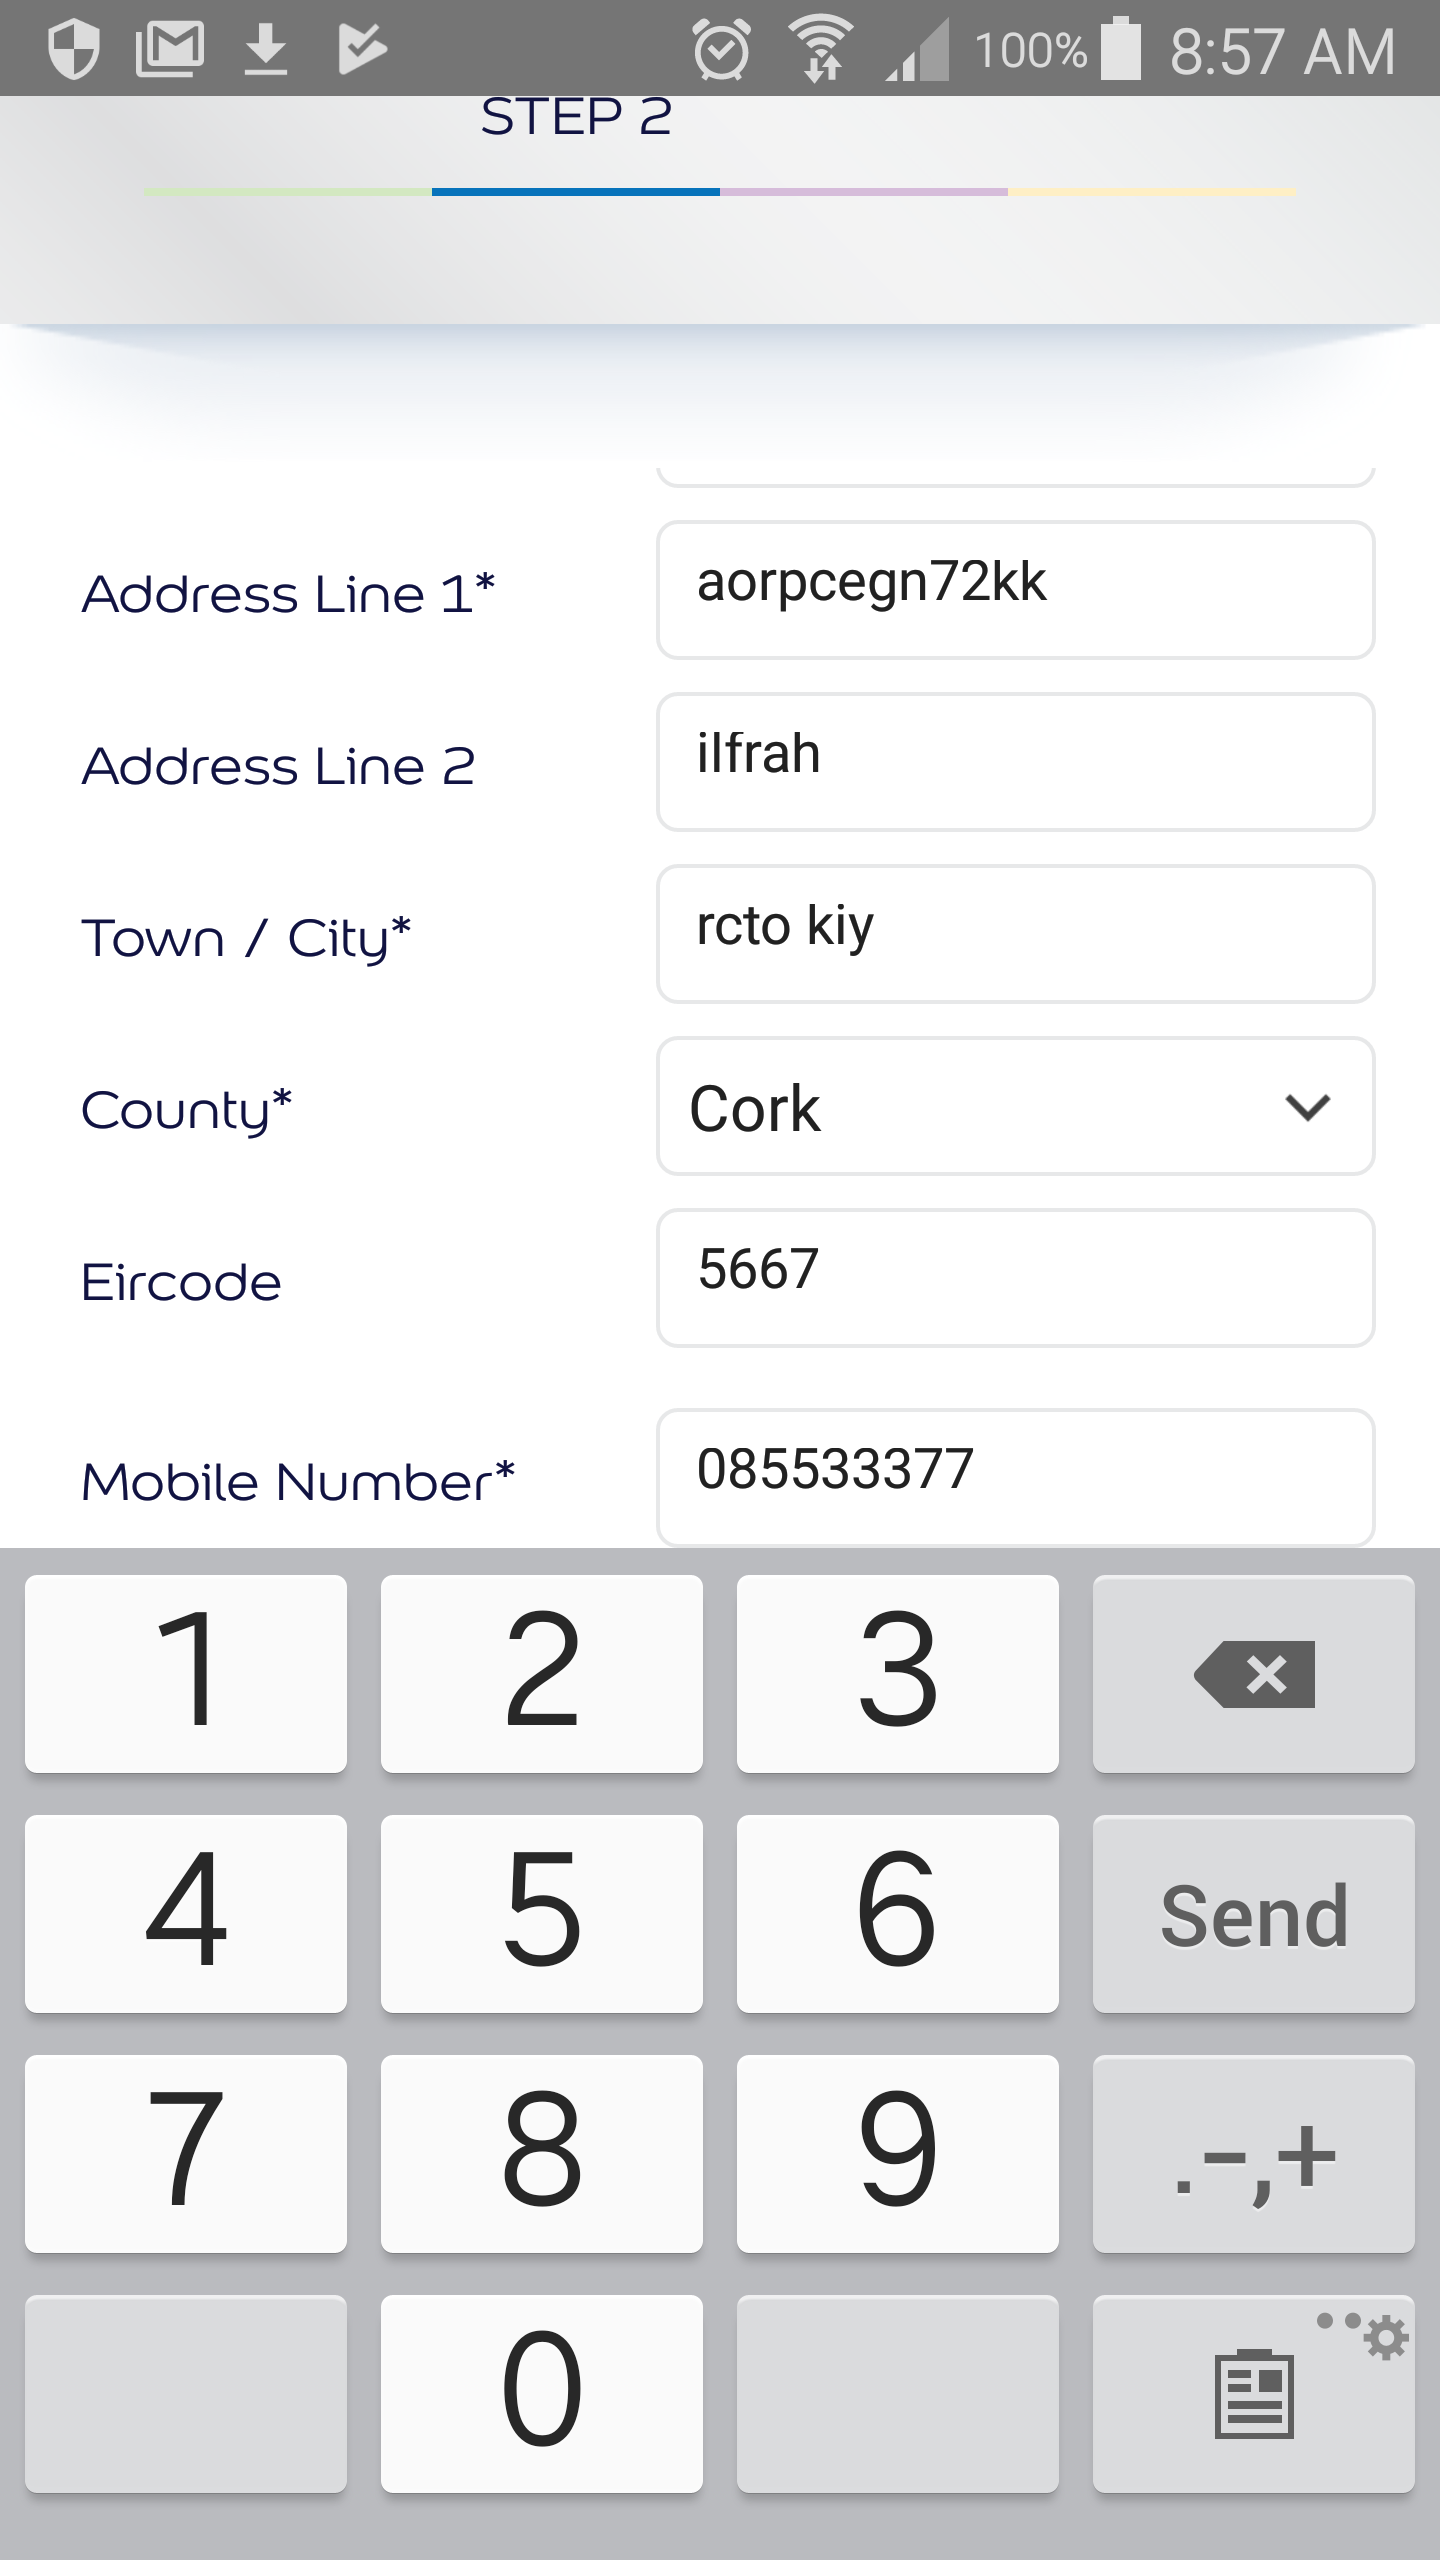 100% 8:57 AM
STEP 2
Address Line 1* aorpcegn72kk
Address Line 2 ilfrah
Town / City* rcto kiy
County* Cork
Eircode 5667
Mobile Number* 085533377
1 2 3
4 5 6 Send
7 8 9 .-,+
0